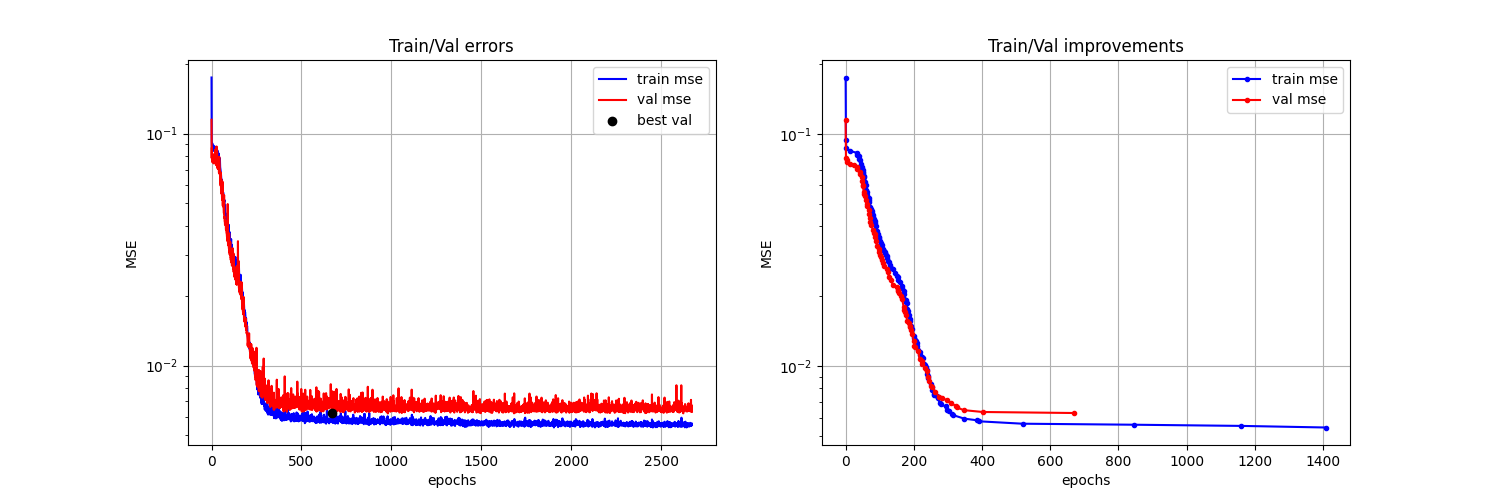 Train/Val errors
train mse
val mse
best val
10⁻¹
10⁻²
MSE
0 500 1000 1500 2000 2500
epochs
Train/Val improvements
train mse
val mse
10⁻¹
10⁻²
MSE
0 200 400 600 800 1000 1200 1400
epochs